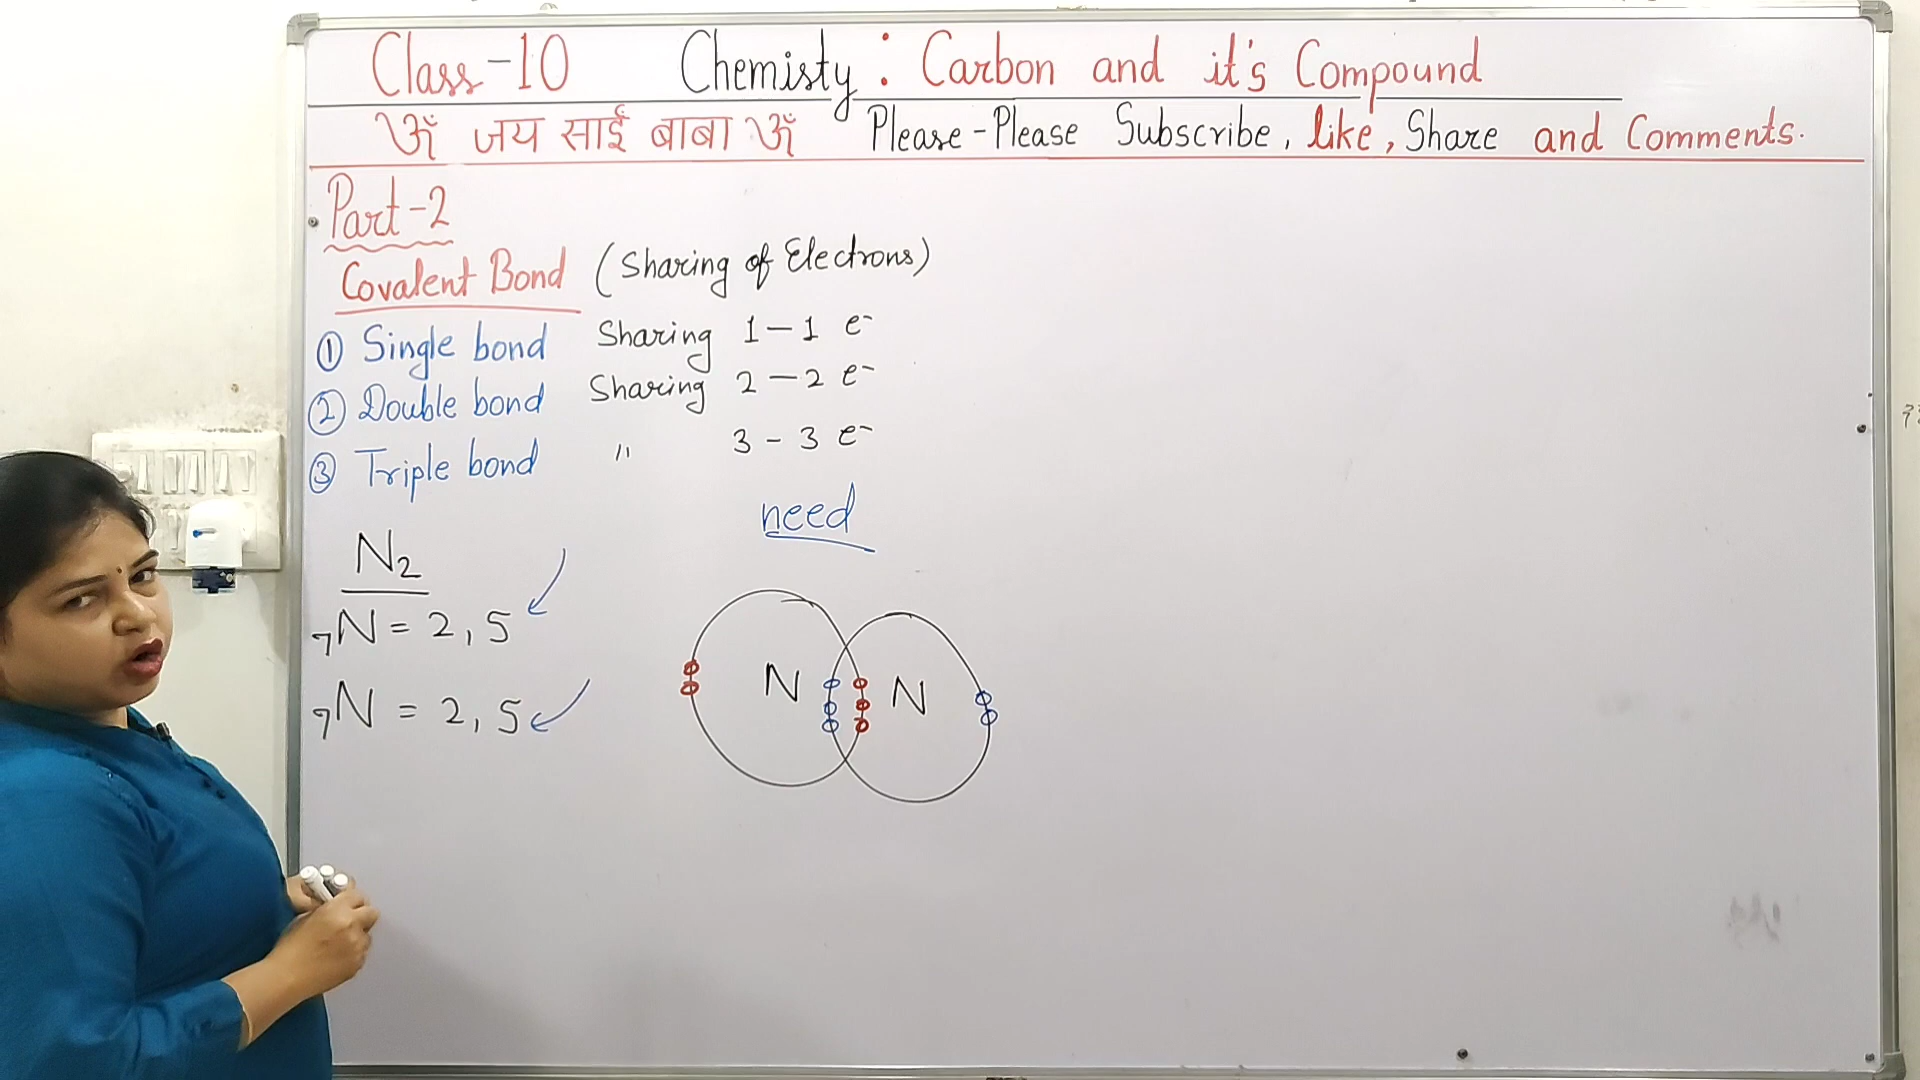 Class-10 Chemisty : Carbon and it's Compound
ॐ जय साई बाबा ॐ Please-Please Subscribe, like, Share and Comments.
Part-2
Covalent Bond (Sharing of Electrons)
① Single bond Sharing 1-1 e⁻
② Double bond Sharing 2-2 e⁻
③ Triple bond " 3-3 e⁻
need
N₂
₇N = 2,5
₇N = 2,5
N N